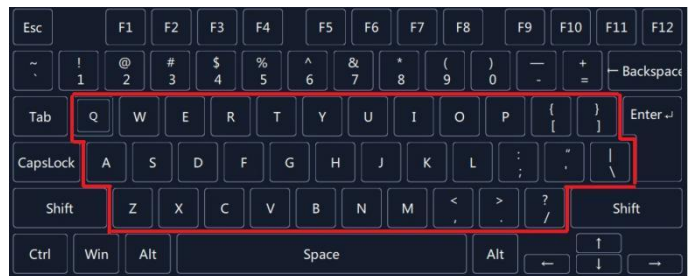 Esc F1 F2 F3 F4 F5 F6 F7 F8 F9 F10 F11 F12
~ ! @ # $ % ^ & * ( ) — +
` 1 2 3 4 5 6 7 8 9 0 - = ← Backspace
Tab Q W E R T Y U I O P { } Enter ↵
[ ]
CapsLock A S D F G H J K L : " |
; ' \
Shift Z X C V B N M < > ? Shift
, . /
Ctrl Win Alt Space Alt ↑
← ↓ →